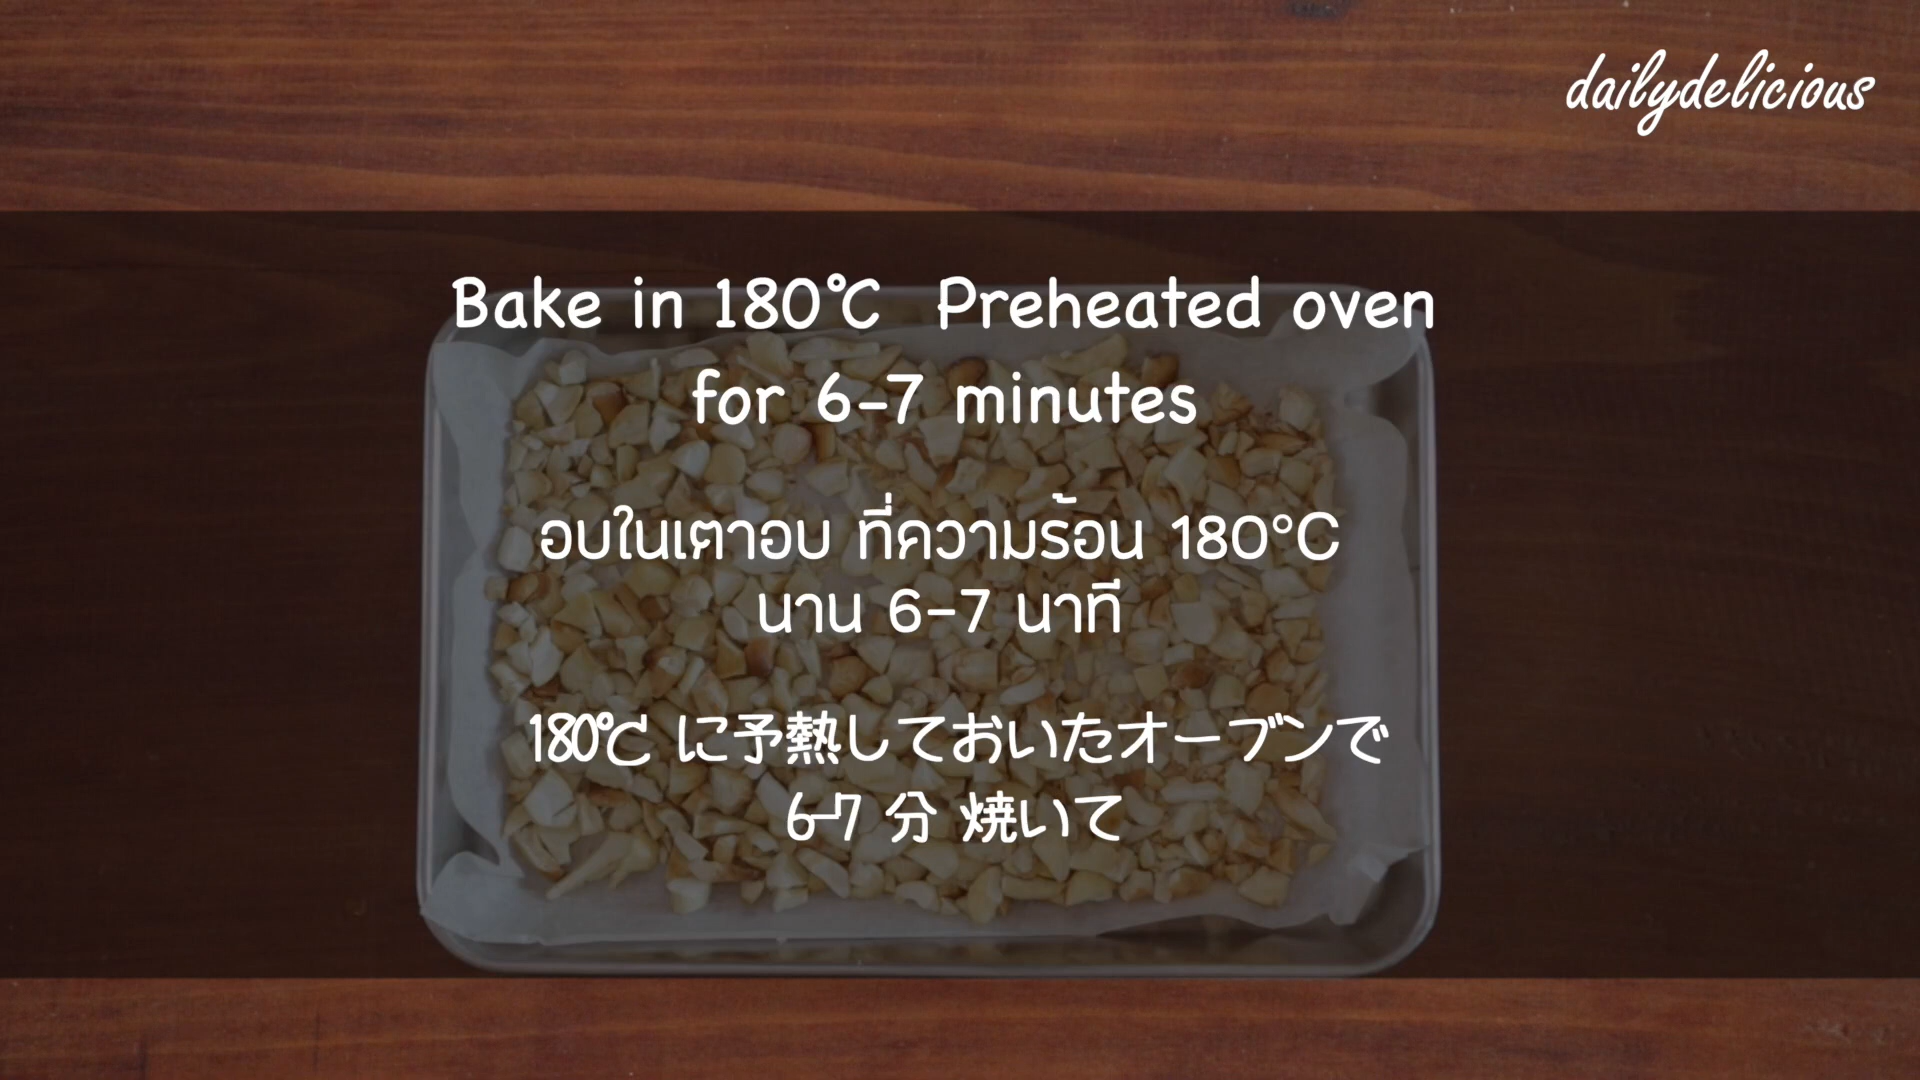 dailydelicious
Bake in 180℃ Preheated oven
for 6-7 minutes
อบในเตาอบ ที่ความร้อน 180°C
นาน 6-7 นาที
180℃ に予熱しておいたオーブンで
6-7 分 焼いて